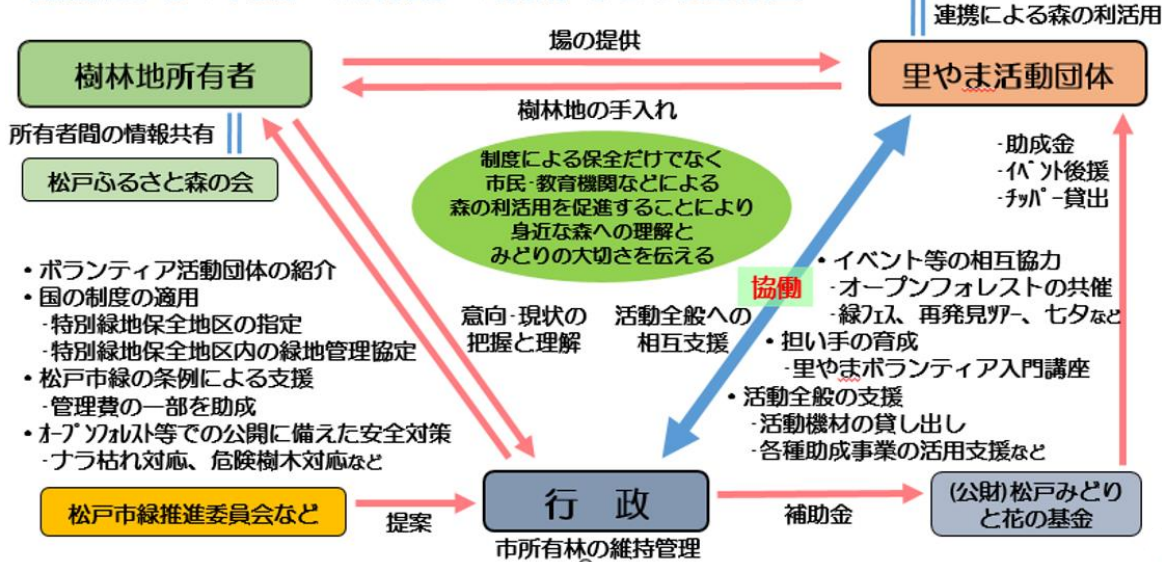 連携による森の利活用
場の提供
樹林地所有者
里やま活動団体
樹林地の手入れ
所有者間の情報共有
松戸ふるさと森の会
制度による保全だけでなく
市民・教育機関などによる
森の利活用を促進することにより
身近な森への理解と
みどりの大切さを伝える
-助成金
-ｲﾍﾞﾝﾄ後援
-ﾁｯﾊﾟｰ貸出
・ボランティア活動団体の紹介
・国の制度の適用
-特別緑地保全地区の指定
-特別緑地保全地区内の緑地管理協定
・松戸市緑の条例による支援
-管理費の一部を助成
・ｵｰﾌﾟﾝﾌｫﾚｽﾄ等での公開に備えた安全対策
-ナラ枯れ対応、危険樹木対応など
意向・現状の
把握と理解
活動全般への
相互支援
協働
・イベント等の相互協力
-オープンフォレストの共催
-緑ﾌｪｽ、再発見ﾂｱｰ、七夕など
・担い手の育成
-里やまボランティア入門講座
・活動全般の支援
-活動機材の貸し出し
-各種助成事業の活用支援など
松戸市緑推進委員会など
提案
行　政
補助金
(公財)松戸みどり
と花の基金
市所有林の維持管理